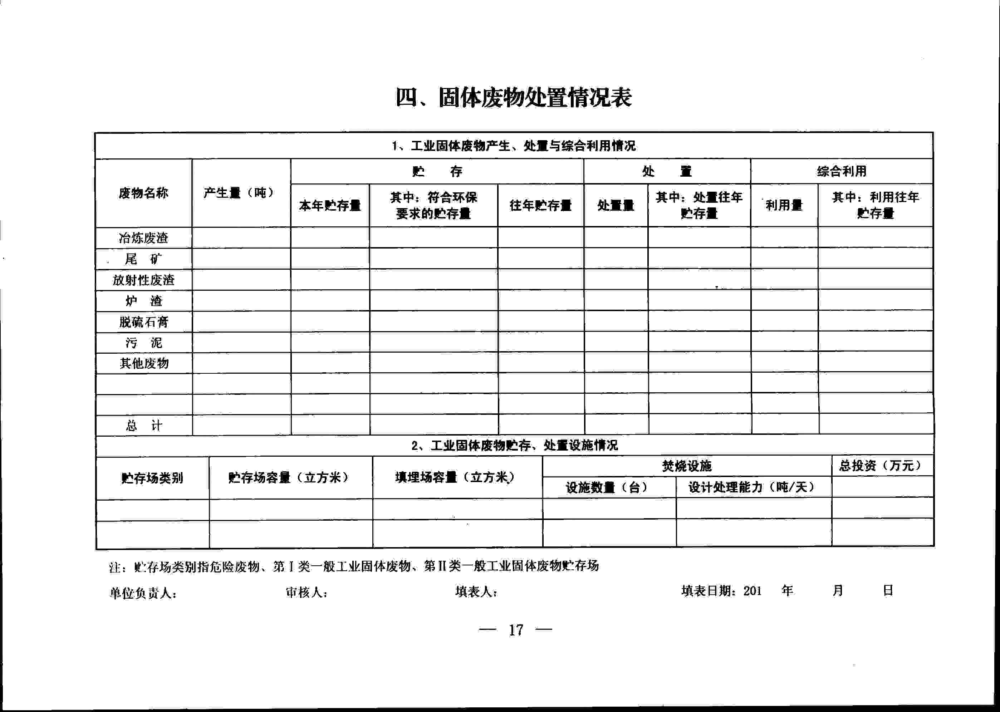 四、固体废物处置情况表
1、工业固体废物产生、处置与综合利用情况
废物名称
产生量（吨）
贮 存
处 置
综合利用
本年贮存量
其中：符合环保
要求的贮存量
往年贮存量
处置量
其中：处置往年
贮存量
利用量
其中：利用往年
贮存量
冶炼废渣
尾 矿
放射性废渣
炉 渣
脱硫石膏
污 泥
其他废物
总 计
2、工业固体废物贮存、处置设施情况
贮存场类别
贮存场容量（立方米）
填埋场容量（立方米）
焚烧设施
总投资（万元）
设施数量（台）
设计处理能力（吨/天）
注：贮存场类别指危险废物、第Ⅰ类一般工业固体废物、第Ⅱ类一般工业固体废物贮存场
单位负责人： 审核人： 填表人： 填表日期：201 年 月 日
— 17 —